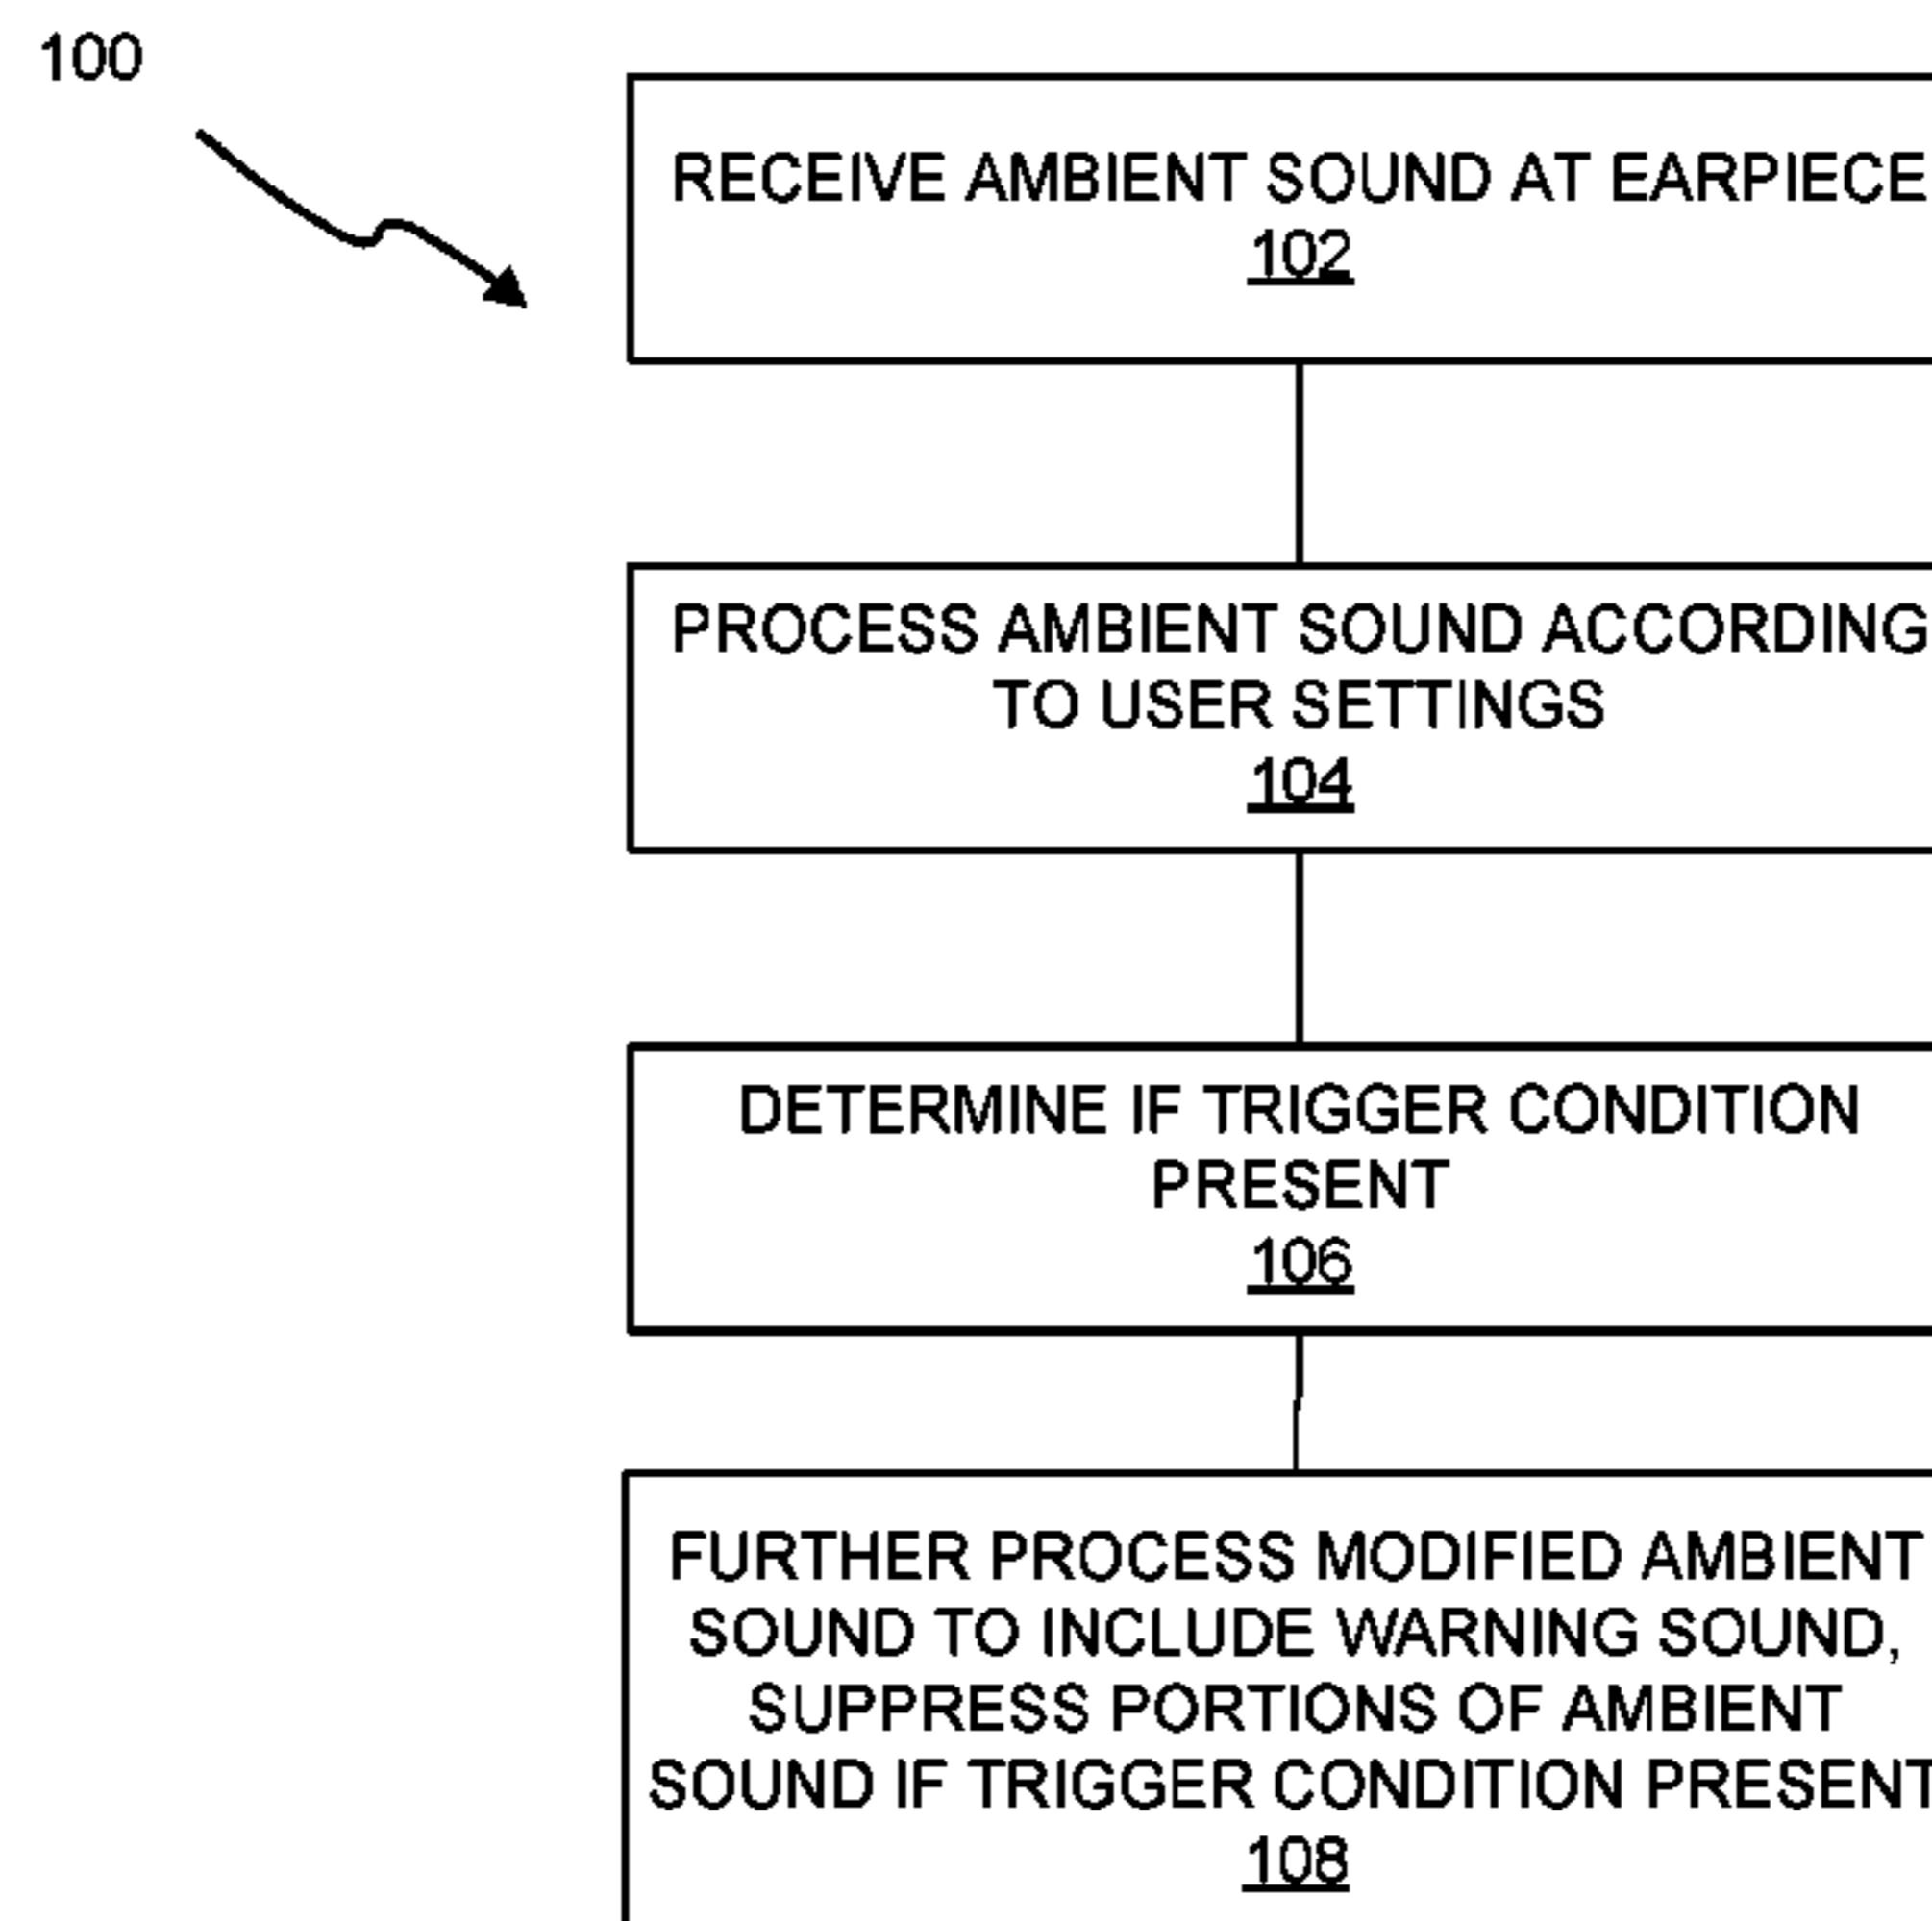 100
RECEIVE AMBIENT SOUND AT EARPIECE
102
PROCESS AMBIENT SOUND ACCORDING
TO USER SETTINGS
104
DETERMINE IF TRIGGER CONDITION
PRESENT
106
FURTHER PROCESS MODIFIED AMBIENT
SOUND TO INCLUDE WARNING SOUND,
SUPPRESS PORTIONS OF AMBIENT
SOUND IF TRIGGER CONDITION PRESENT
108